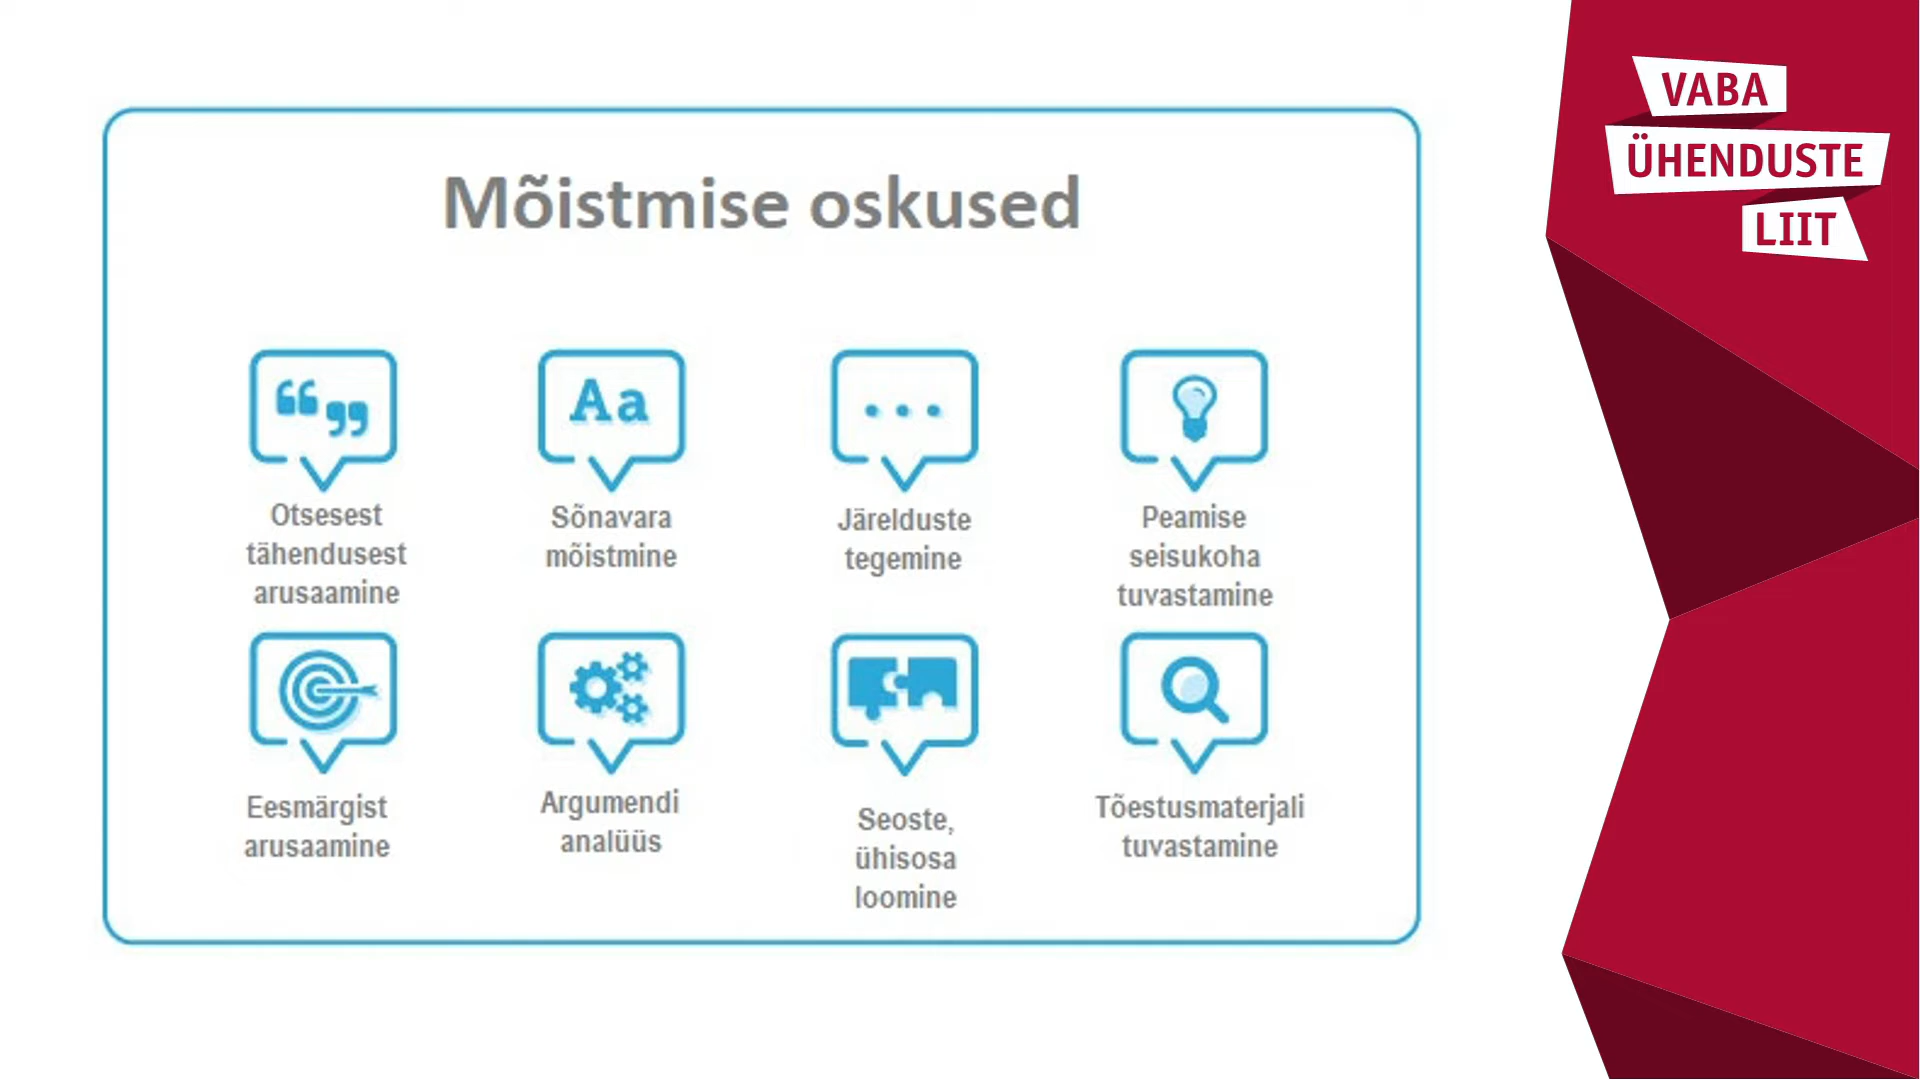 Mõistmise oskused
Otsesest
tähendusest
arusaamine
Sõnavara
mõistmine
Järelduste
tegemine
Peamise
seisukoha
tuvastamine
Eesmärgist
arusaamine
Argumendi
analüüs
Seoste,
ühisosa
loomine
Tõestusmaterjali
tuvastamine
VABA
ÜHENDUSTE
LIIT